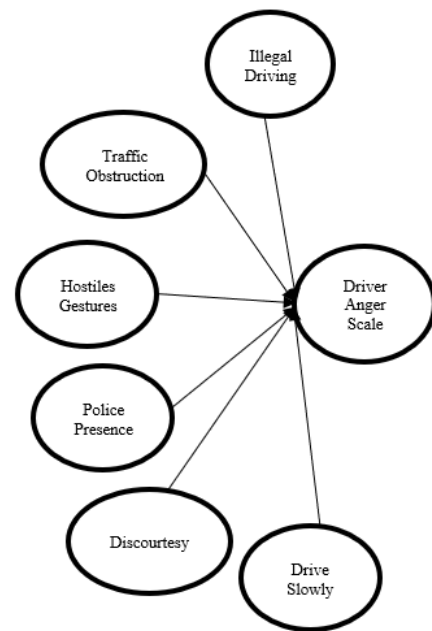 Illegal
Driving
Traffic
Obstruction
Hostiles
Gestures
Driver
Anger
Scale
Police
Presence
Discourtesy
Drive
Slowly